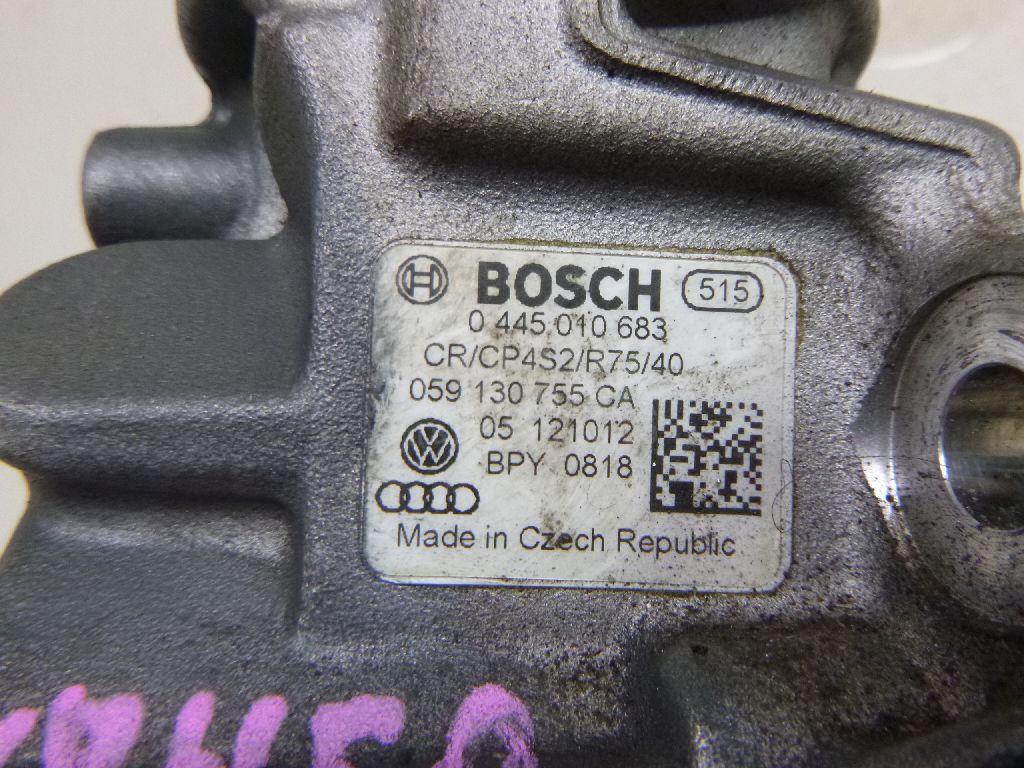 BOSCH 515
0 445 010 683
CR/CP4S2/R75/40
059 130 755 CA
05 121012
BPY 0818
Made in Czech Republic